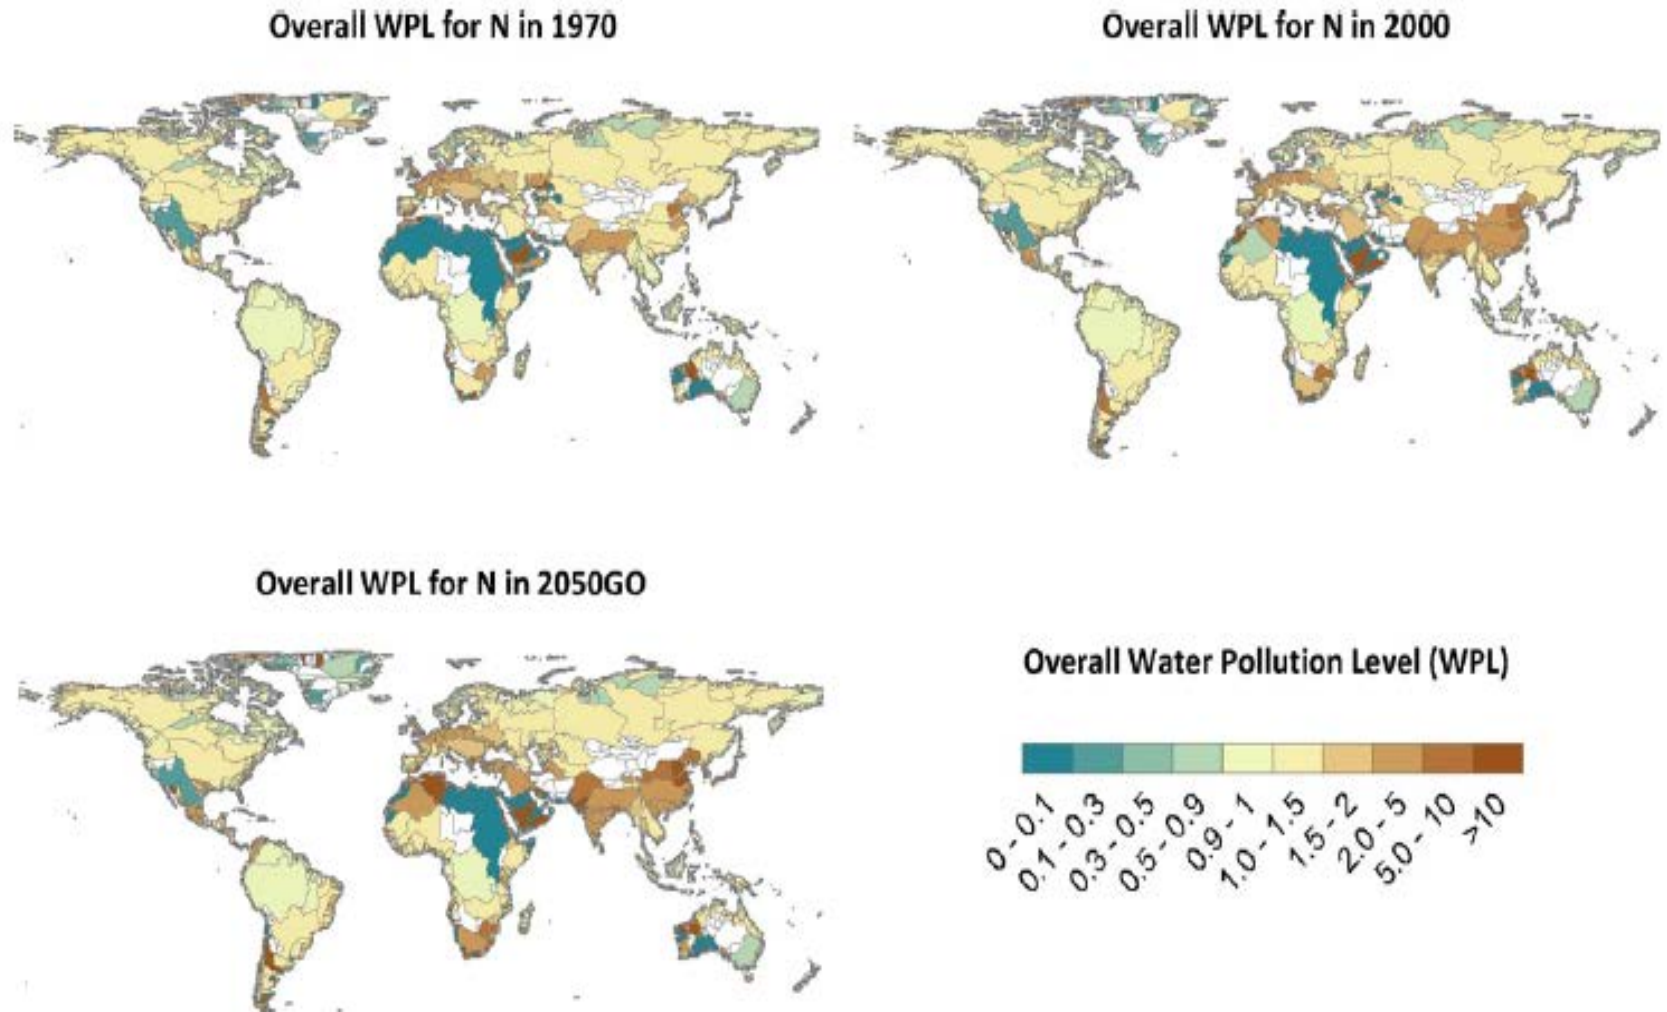 Overall WPL for N in 1970
Overall WPL for N in 2000
Overall WPL for N in 2050GO
Overall Water Pollution Level (WPL)
0 - 0.1
0.1 - 0.3
0.3 - 0.5
0.5 - 0.9
0.9 - 1
1.0 - 1.5
1.5 - 2
2.0 - 5
5.0 - 10
>10